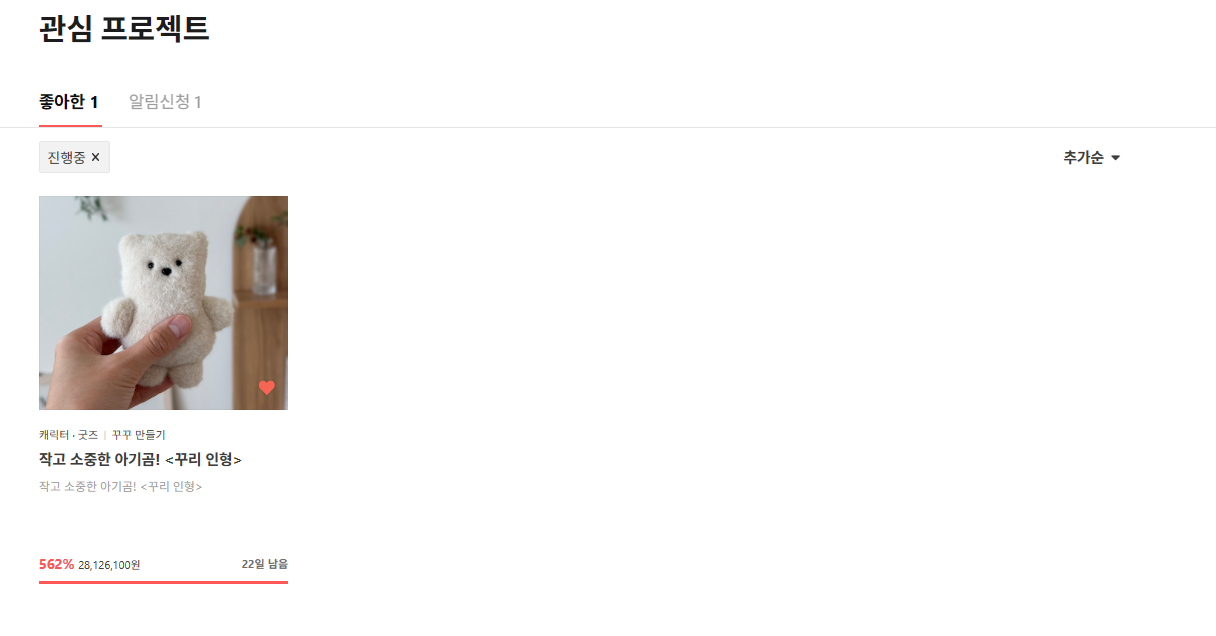 관심 프로젝트
좋아한 1 알림신청 1
진행중 ×
추가순
캐릭터 · 굿즈 | 꾸꾸 만들기
작고 소중한 아기곰! <꾸리 인형>
작고 소중한 아기곰! <꾸리 인형>
562% 28,126,100원 22일 남음